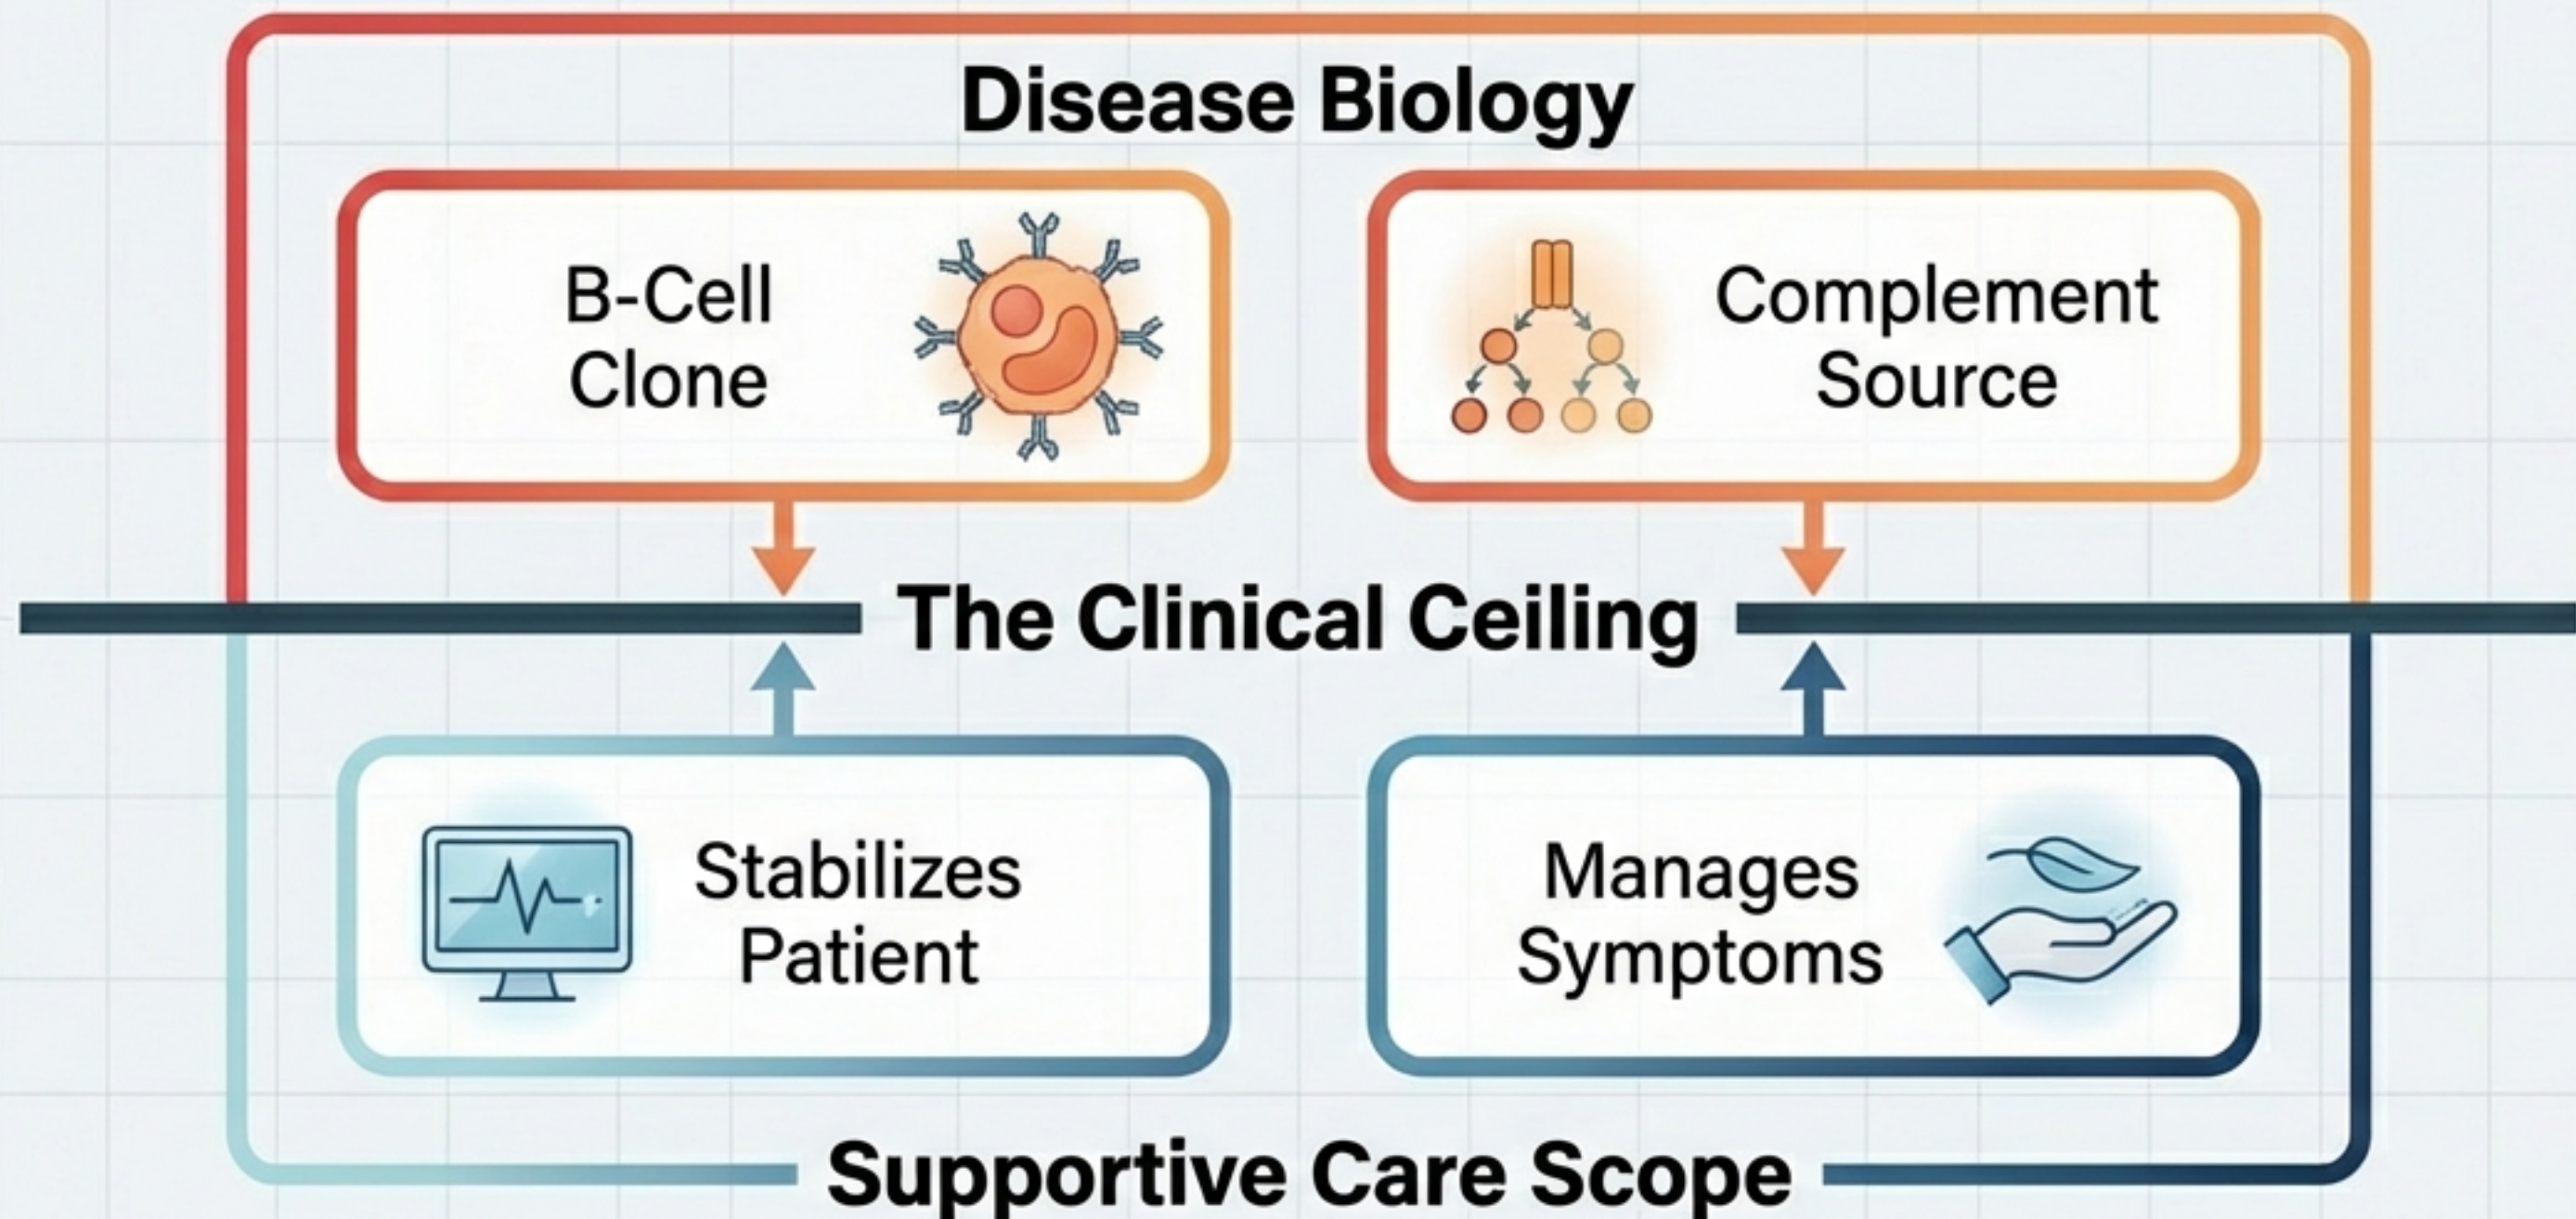 Disease Biology
B-Cell
Clone
Complement
Source
The Clinical Ceiling
Stabilizes
Patient
Manages
Symptoms
Supportive Care Scope